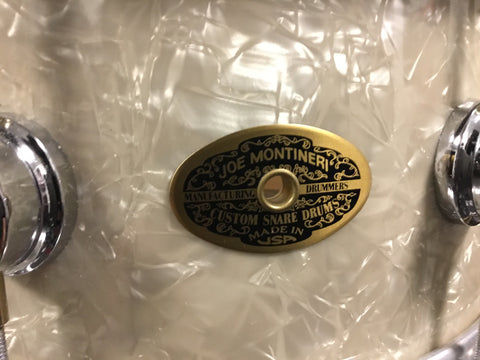 JOE MONTINERI
MANUFACTURING DRUMMERS
CUSTOM SNARE DRUMS
MADE IN
USA